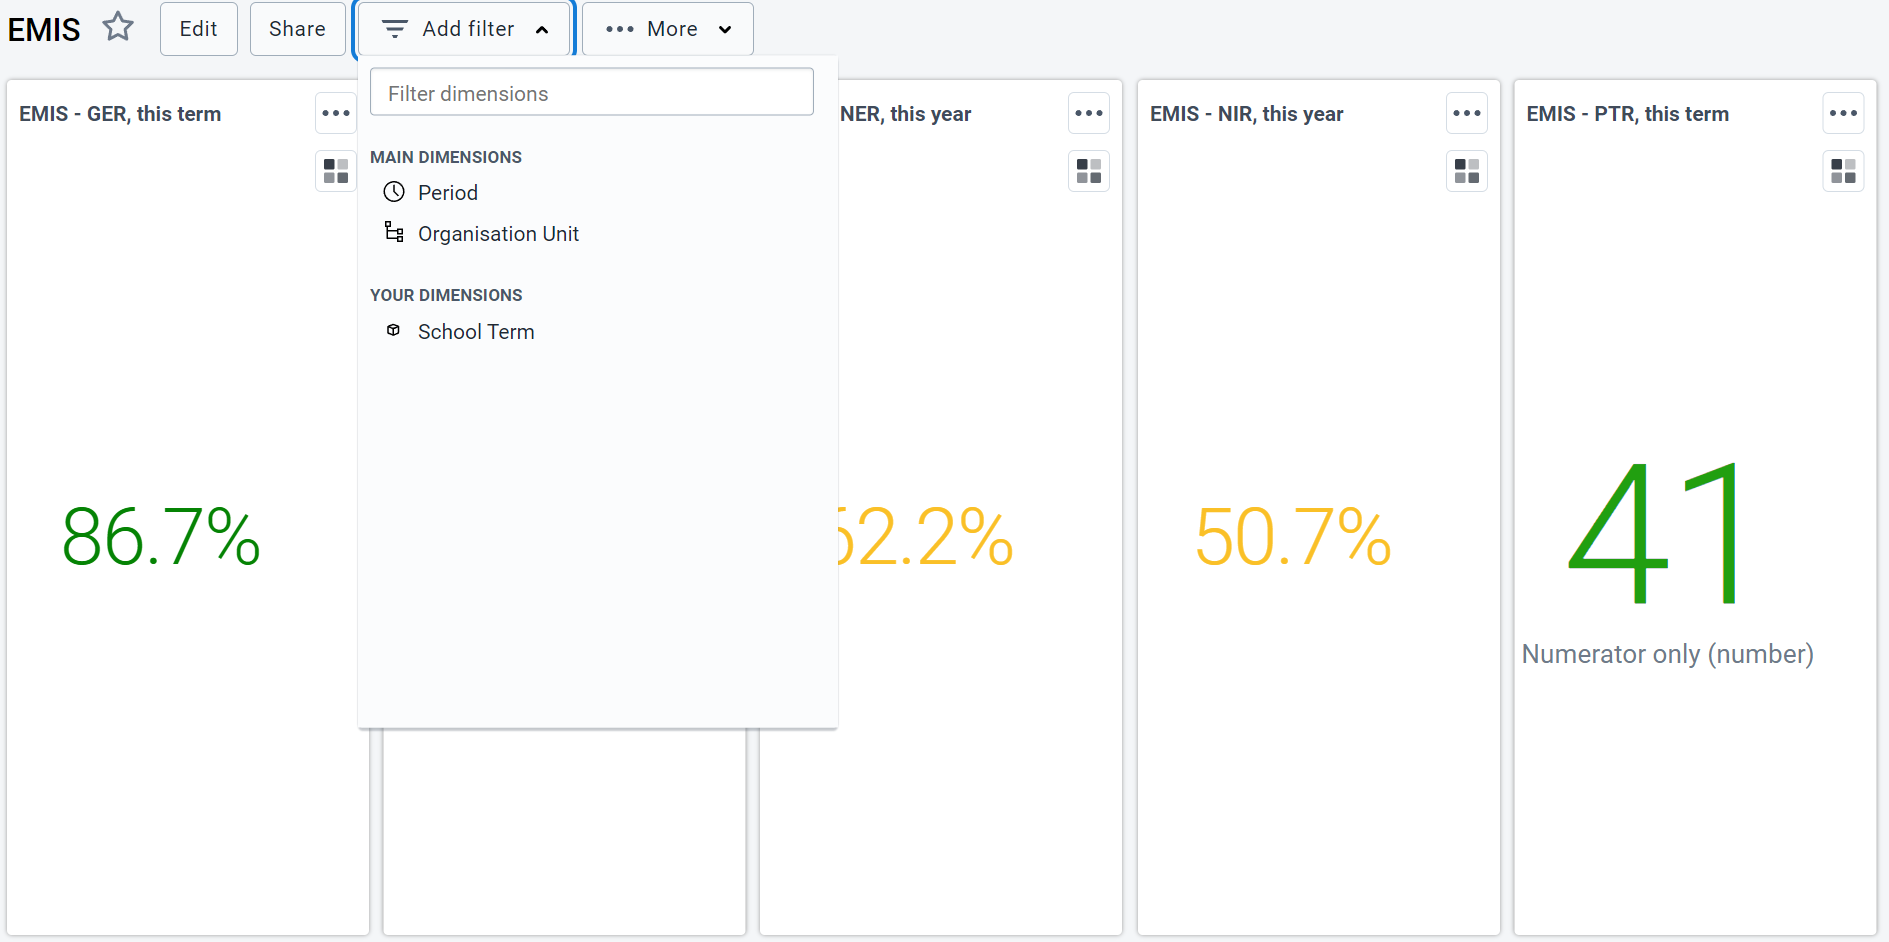 EMIS
Edit
Share
Add filter
More
Filter dimensions
MAIN DIMENSIONS
Period
Organisation Unit
YOUR DIMENSIONS
School Term
EMIS - GER, this term
86.7%
NER, this year
2.2%
EMIS - NIR, this year
50.7%
EMIS - PTR, this term
41
Numerator only (number)